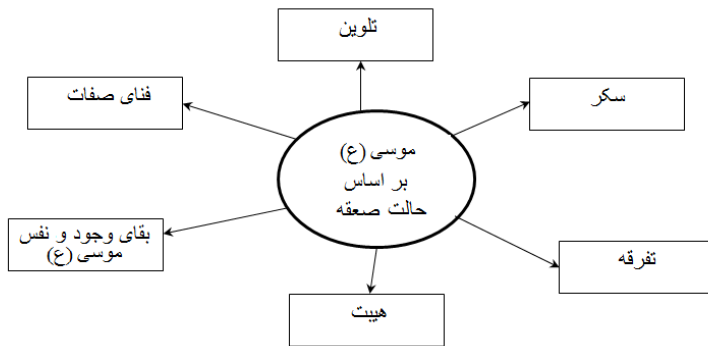 تلوین
سکر
فنای صفات
موسی (ع)
بر اساس
حالت صعقه
تفرقه
بقای وجود و نفس
موسی (ع)
هیبت